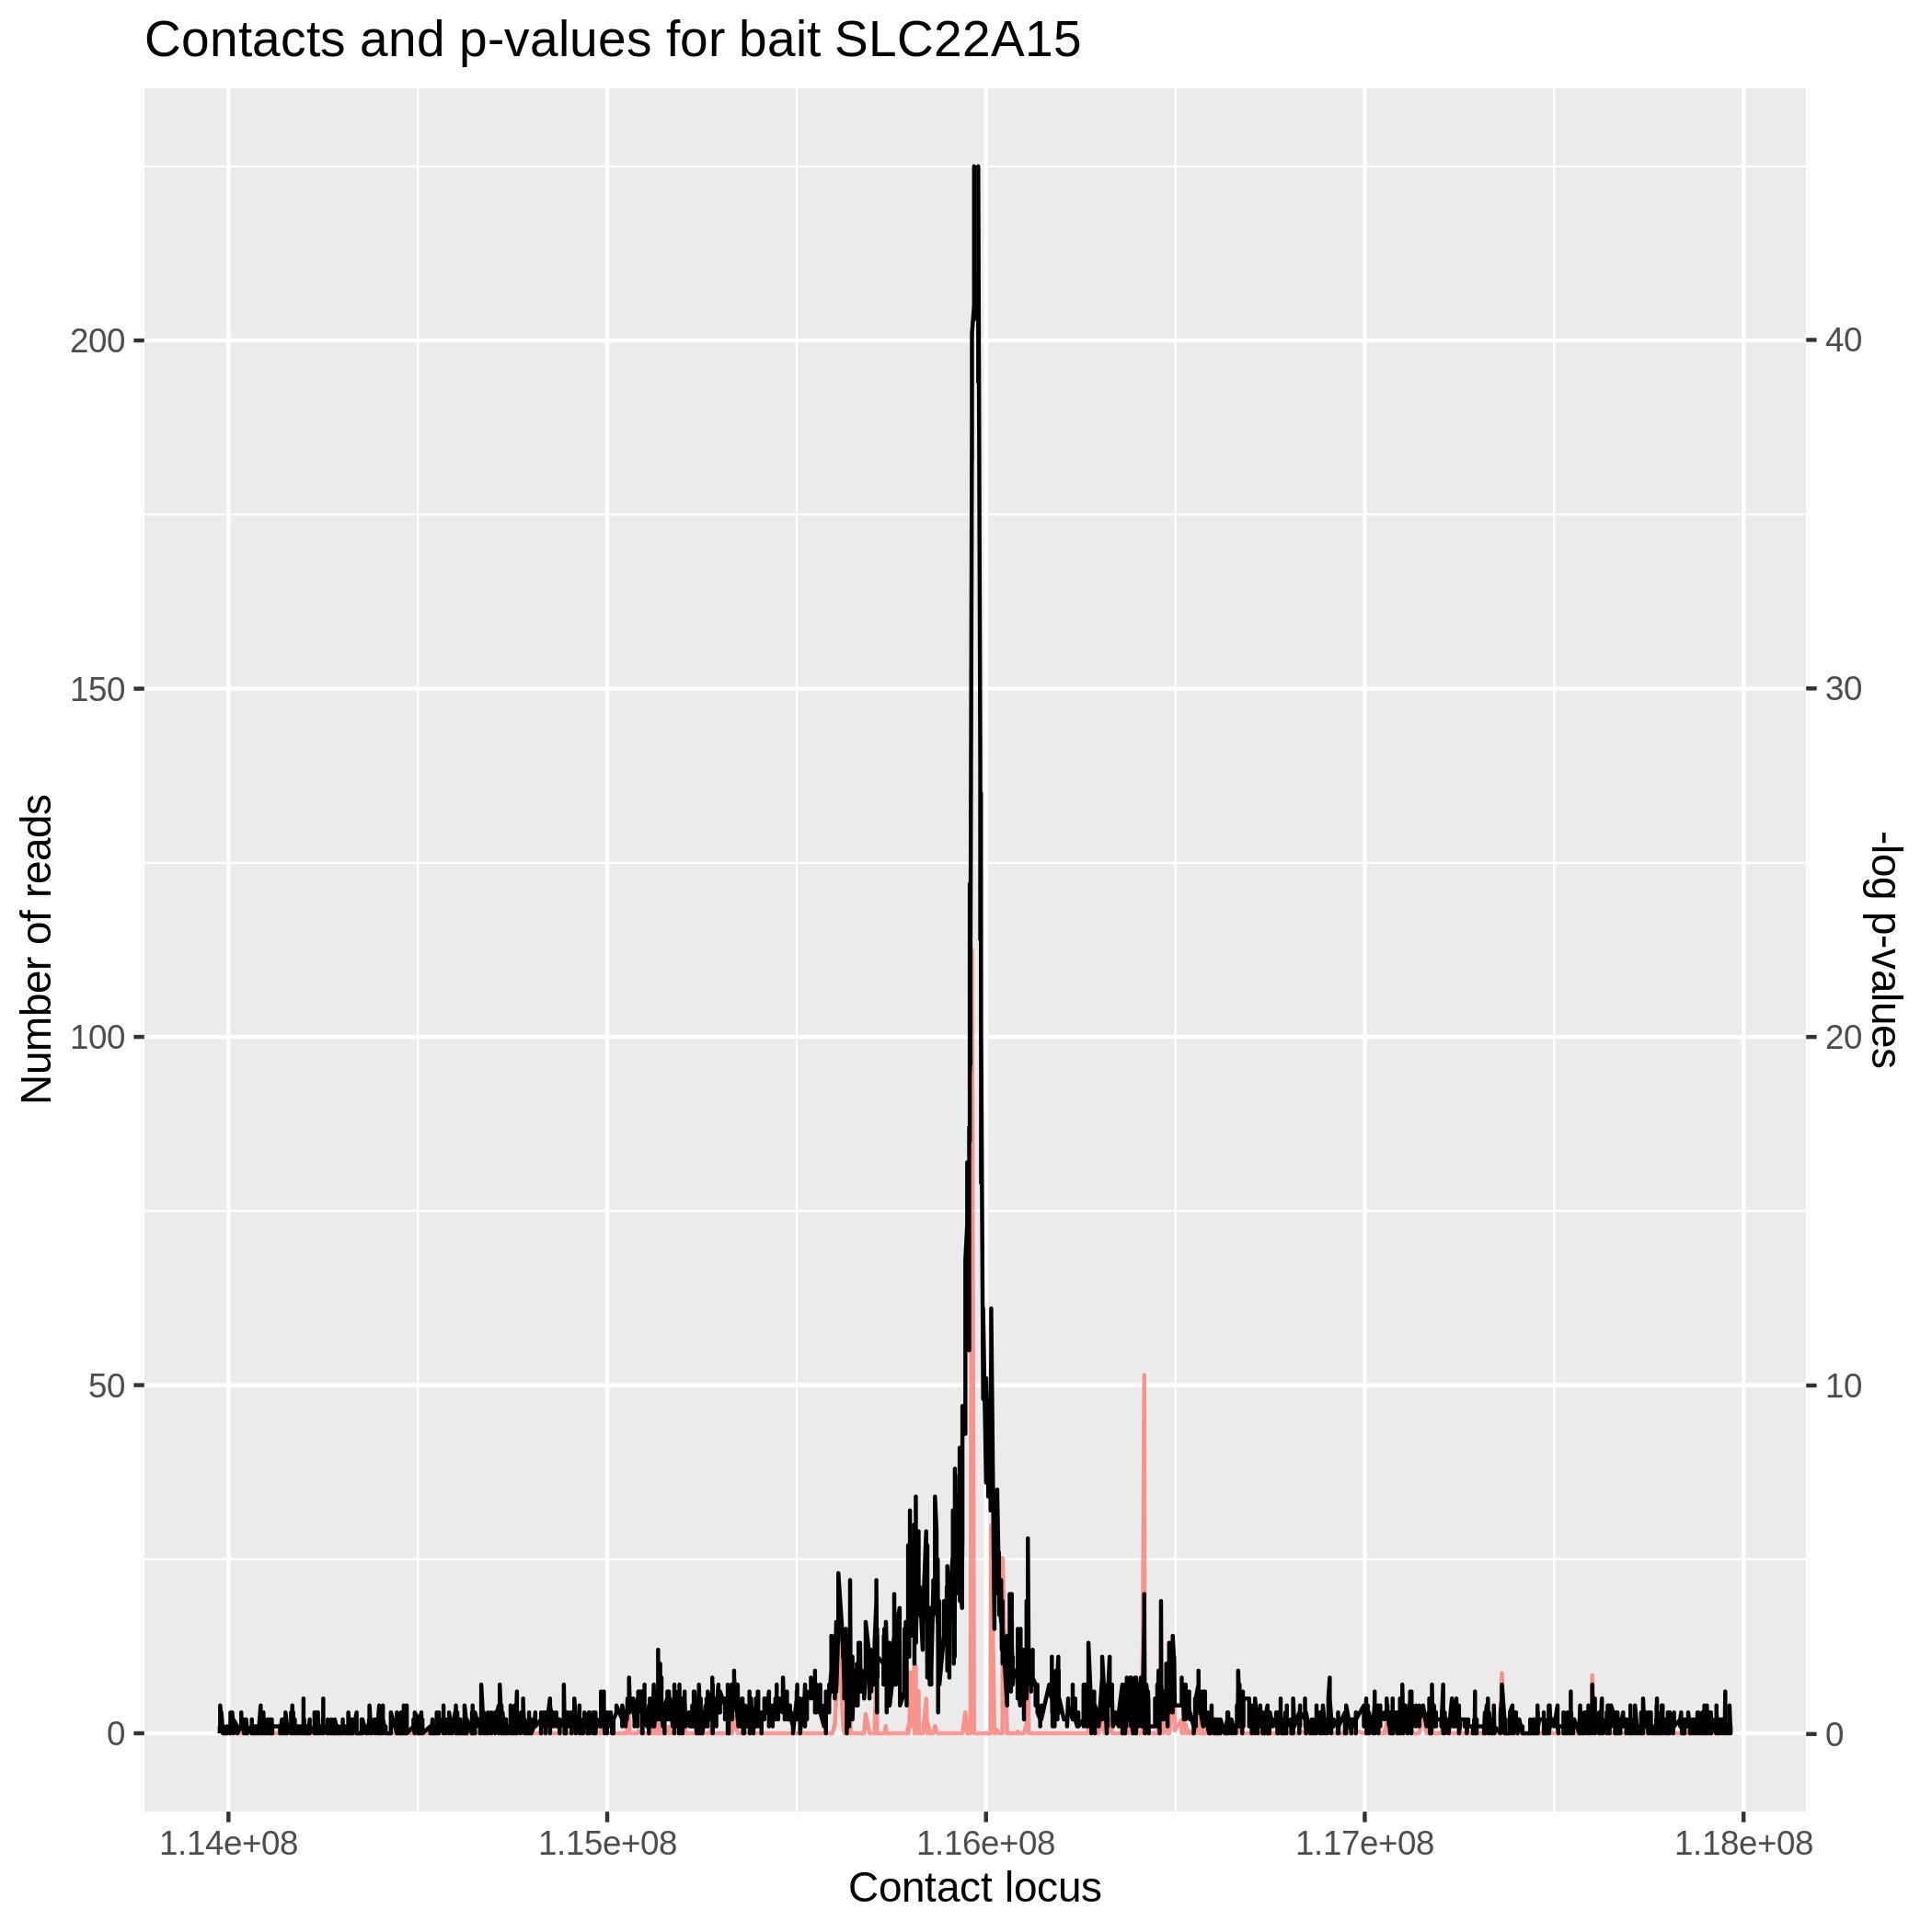 Contacts and p-values for bait SLC22A15
Number of reads
200
150
100
50
0
40
30
20
10
0
-log p-values
1.14e+08 1.15e+08 1.16e+08 1.17e+08 1.18e+08
Contact locus